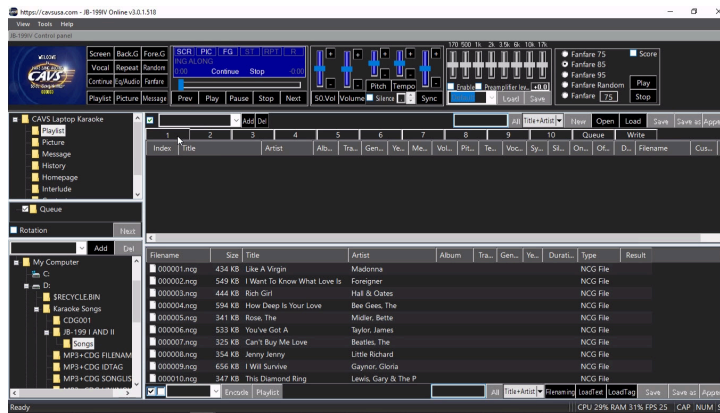 https://cavsusa.com - JB-199IV Online v3.0.1.518
View Tools Help
JB-199IV Control panel
WELCOME
CAVS
Screen Back.G Fore.G
Vocal Repeat Random
Continue Eq/Audio Fanfare
Playlist Picture Message
SCR PIC FG ST RPT R
ING ALONG
0:00 Continue Stop -0:00
Prev Play Pause Stop Next
50.Vol Volume Silence Pitch Tempo Sync
170 500 1k 2k 3.5k 6k 10k 17k
Enable Preamplifier lev... +0.0
Load Save
Fanfare 75
Fanfare 85
Fanfare 95
Fanfare Random
Fanfare 75
Score
Play
Stop
CAVS Laptop Karaoke
Playlist
Picture
Message
History
Homepage
Interlude
Queue
Rotation Next
Add Del
My Computer
C:
D:
$RECYCLE.BIN
Karaoke Songs
CDG001
JB-199 I AND II
Songs
MP3+CDG FILENAM
MP3+CDG IDTAG
MP3+CDG SONGLIS
Add Del All Title+Artist New Open Load Save Save as Appe
1 2 3 4 5 6 7 8 9 10 Queue Write
Index Title Artist Alb... Tra... Gen... Ye... Me... Vol... Pit... Te... Voc... Sy... Sil... On... Of... D... Filename Cus...
Filename Size Title Artist Album Tra... Gen... Ye... Durati... Type Result
000001.ncg 434 KB Like A Virgin Madonna NCG File
000002.ncg 549 KB I Want To Know What Love Is Foreigner NCG File
000003.ncg 444 KB Rich Girl Hall & Oates NCG File
000004.ncg 594 KB How Deep Is Your Love Bee Gees, The NCG File
000005.ncg 341 KB Rose, The Midler, Bette NCG File
000006.ncg 533 KB You've Got A Taylor, James NCG File
000007.ncg 325 KB Can't Buy Me Love Beatles, The NCG File
000008.ncg 354 KB Jenny Jenny Little Richard NCG File
000009.ncg 656 KB I Will Survive Gaynor, Gloria NCG File
000010.ncg 347 KB This Diamond Ring Lewis, Gary & The P NCG File
Encode Playlist All Title+Artist Filenaming LoadText LoadTag Save Save as Appe
Ready CPU 29% RAM 31% FPS 25 CAP NUM